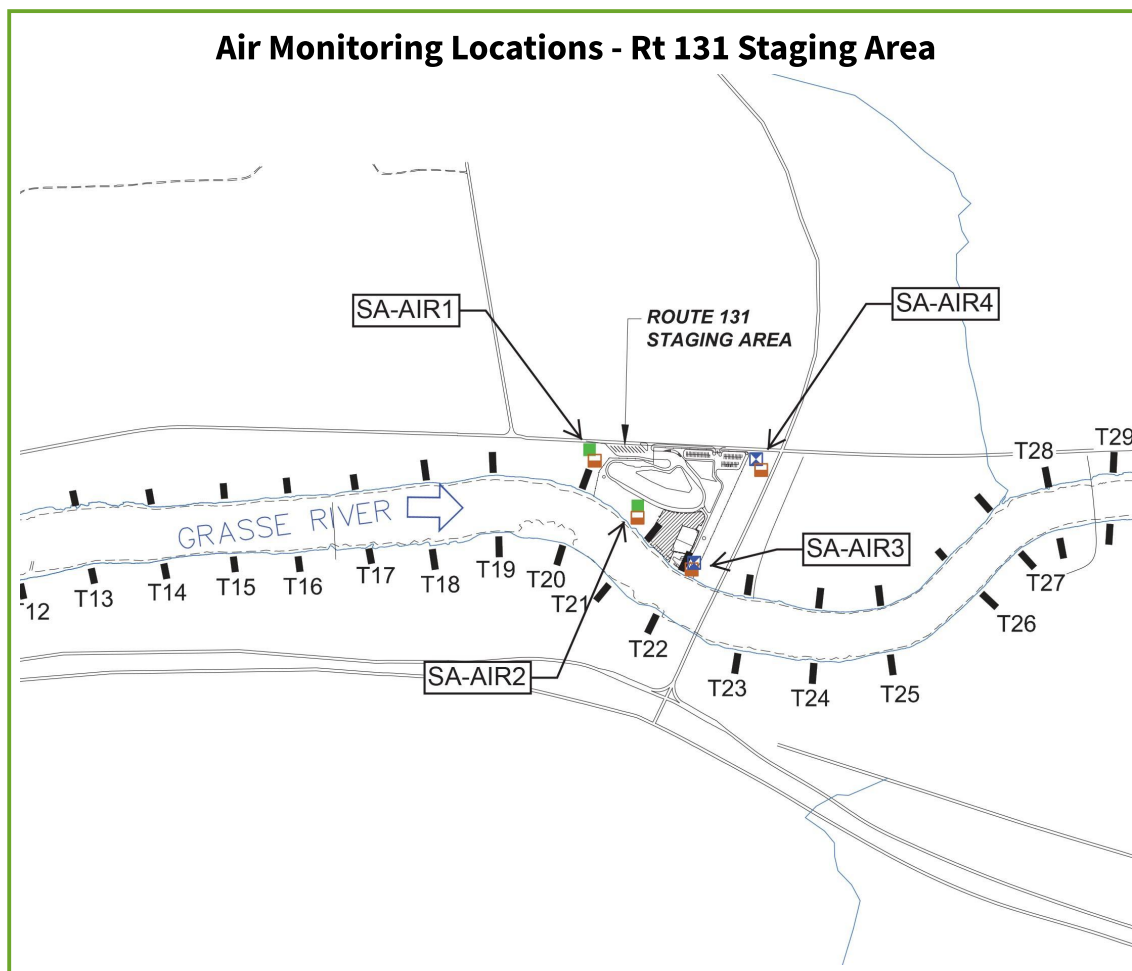 Air Monitoring Locations - Rt 131 Staging Area
SA-AIR1
SA-AIR4
ROUTE 131
STAGING AREA
T29
T28
GRASSE RIVER
SA-AIR3
T12
T13
T14
T15
T16
T17
T18
T19
T20
T21
T22
T23
T24
T25
T26
T27
SA-AIR2